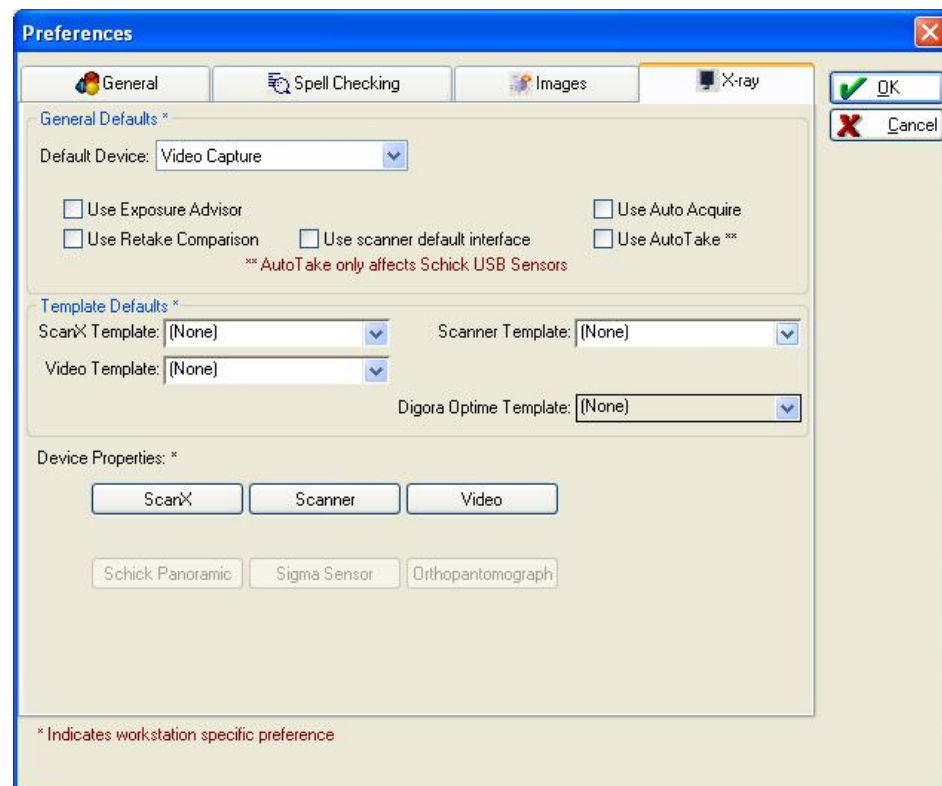 Preferences
General
Spell Checking
Images
X-ray
OK
Cancel
General Defaults *
Default Device: Video Capture
Use Exposure Advisor
Use Auto Acquire
Use Retake Comparison
Use scanner default interface
Use AutoTake **
** AutoTake only affects Schick USB Sensors
Template Defaults *
ScanX Template: (None)
Scanner Template: (None)
Video Template: (None)
Digora Optime Template: (None)
Device Properties: *
ScanX
Scanner
Video
Schick Panoramic
Sigma Sensor
Orthopantomograph
* Indicates workstation specific preference